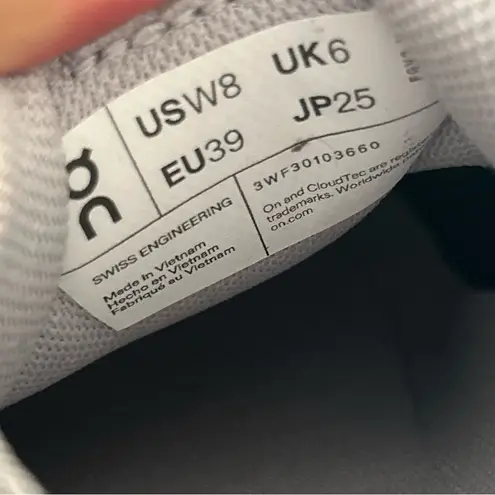 USW8 UK6
EU39 JP25
on
SWISS ENGINEERING
Made in Vietnam
Hecho en Vietnam
Fabriqué au Vietnam
3WF30103660
On and CloudTec are
trademarks. Worldwide
on.com